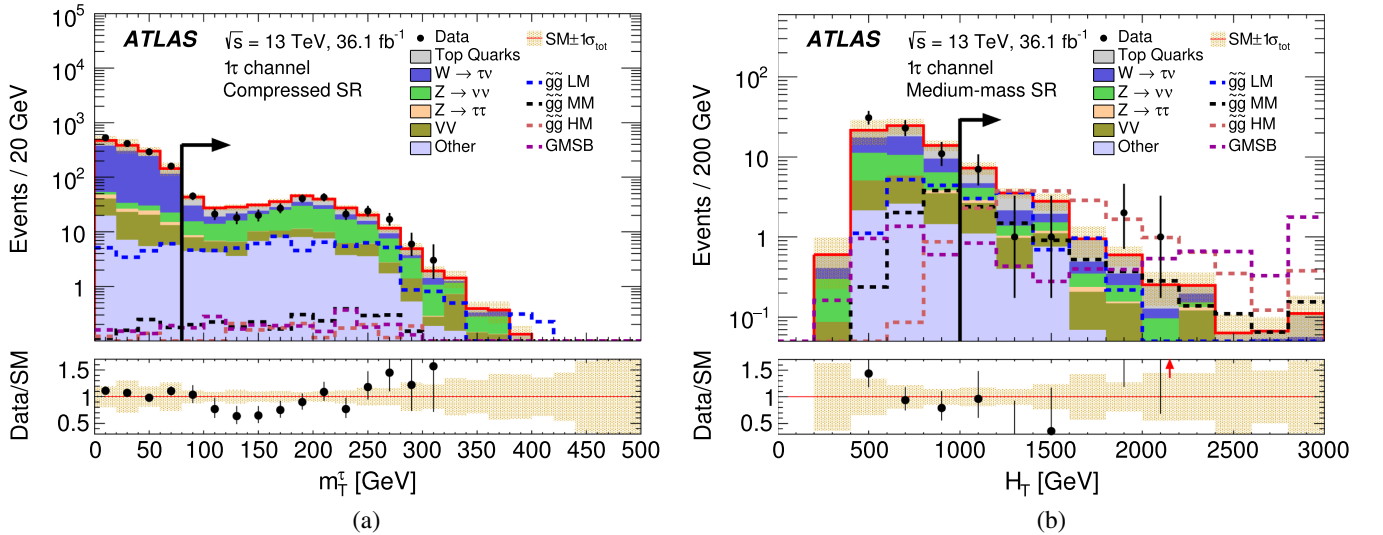 ATLAS
√s = 13 TeV, 36.1 fb⁻¹
1τ channel
Compressed SR
Data
Top Quarks
W → τν
Z → νν
Z → ττ
VV
Other
SM±1σtot
g̃g̃ LM
g̃g̃ MM
g̃g̃ HM
GMSB
Events / 20 GeV
10⁵
10⁴
10³
10²
10
1
Data/SM
1.5
1
0.5
0 50 100 150 200 250 300 350 400 450 500
mTτ [GeV]
(a)
ATLAS
√s = 13 TeV, 36.1 fb⁻¹
1τ channel
Medium-mass SR
Data
Top Quarks
W → τν
Z → νν
Z → ττ
VV
Other
SM±1σtot
g̃g̃ LM
g̃g̃ MM
g̃g̃ HM
GMSB
Events / 200 GeV
10²
10
1
10⁻¹
Data/SM
1.5
1
0.5
0 500 1000 1500 2000 2500 3000
HT [GeV]
(b)